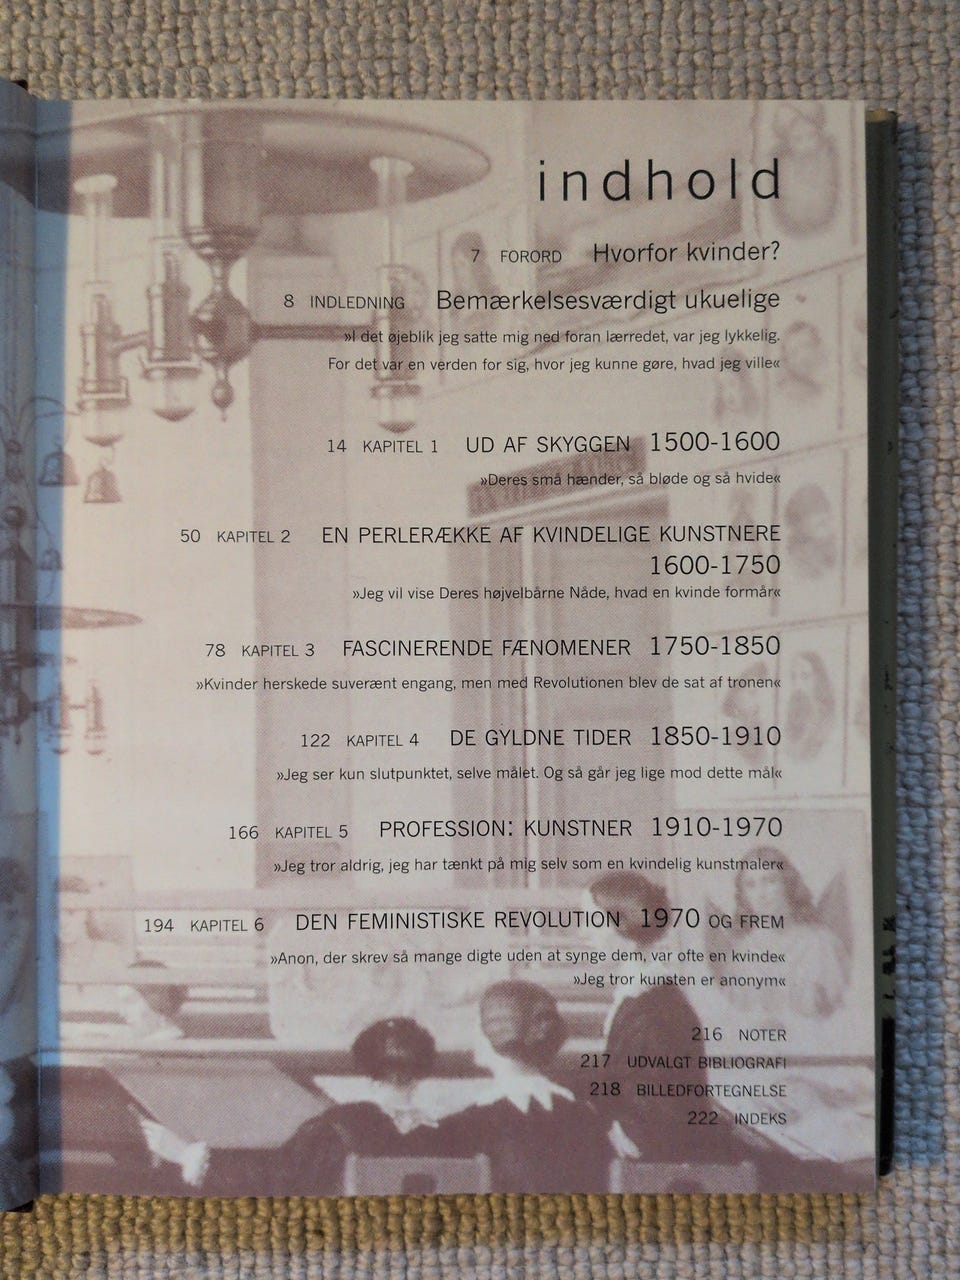 indhold
7 FORORD Hvorfor kvinder?
8 INDLEDNING Bemærkelsesværdigt ukuelige
»I det øjeblik jeg satte mig ned foran lærredet, var jeg lykkelig.
For det var en verden for sig, hvor jeg kunne gøre, hvad jeg ville«
14 KAPITEL 1 UD AF SKYGGEN 1500-1600
»Deres små hænder, så bløde og så hvide«
50 KAPITEL 2 EN PERLERÆKKE AF KVINDELIGE KUNSTNERE
1600-1750
»Jeg vil vise Deres højvelbårne Nåde, hvad en kvinde formår«
78 KAPITEL 3 FASCINERENDE FÆNOMENER 1750-1850
»Kvinder herskede suverænt engang, men med Revolutionen blev de sat af tronen«
122 KAPITEL 4 DE GYLDNE TIDER 1850-1910
»Jeg ser kun slutpunktet, selve målet. Og så går jeg lige mod dette mål«
166 KAPITEL 5 PROFESSION: KUNSTNER 1910-1970
»Jeg tror aldrig, jeg har tænkt på mig selv som en kvindelig kunstmaler«
194 KAPITEL 6 DEN FEMINISTISKE REVOLUTION 1970 OG FREM
»Anon, der skrev så mange digte uden at synge dem, var ofte en kvinde«
»Jeg tror kunsten er anonym«
216 NOTER
217 UDVALGT BIBLIOGRAFI
218 BILLEDFORTEGNELSE
222 INDEKS